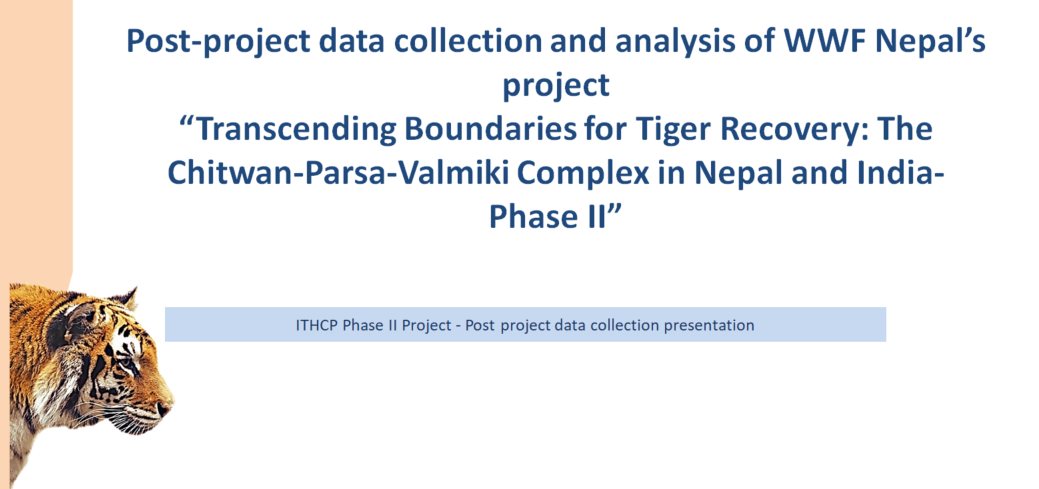 Post-project data collection and analysis of WWF Nepal’s
project
“Transcending Boundaries for Tiger Recovery: The
Chitwan-Parsa-Valmiki Complex in Nepal and India-
Phase II”
ITHCP Phase II Project - Post project data collection presentation